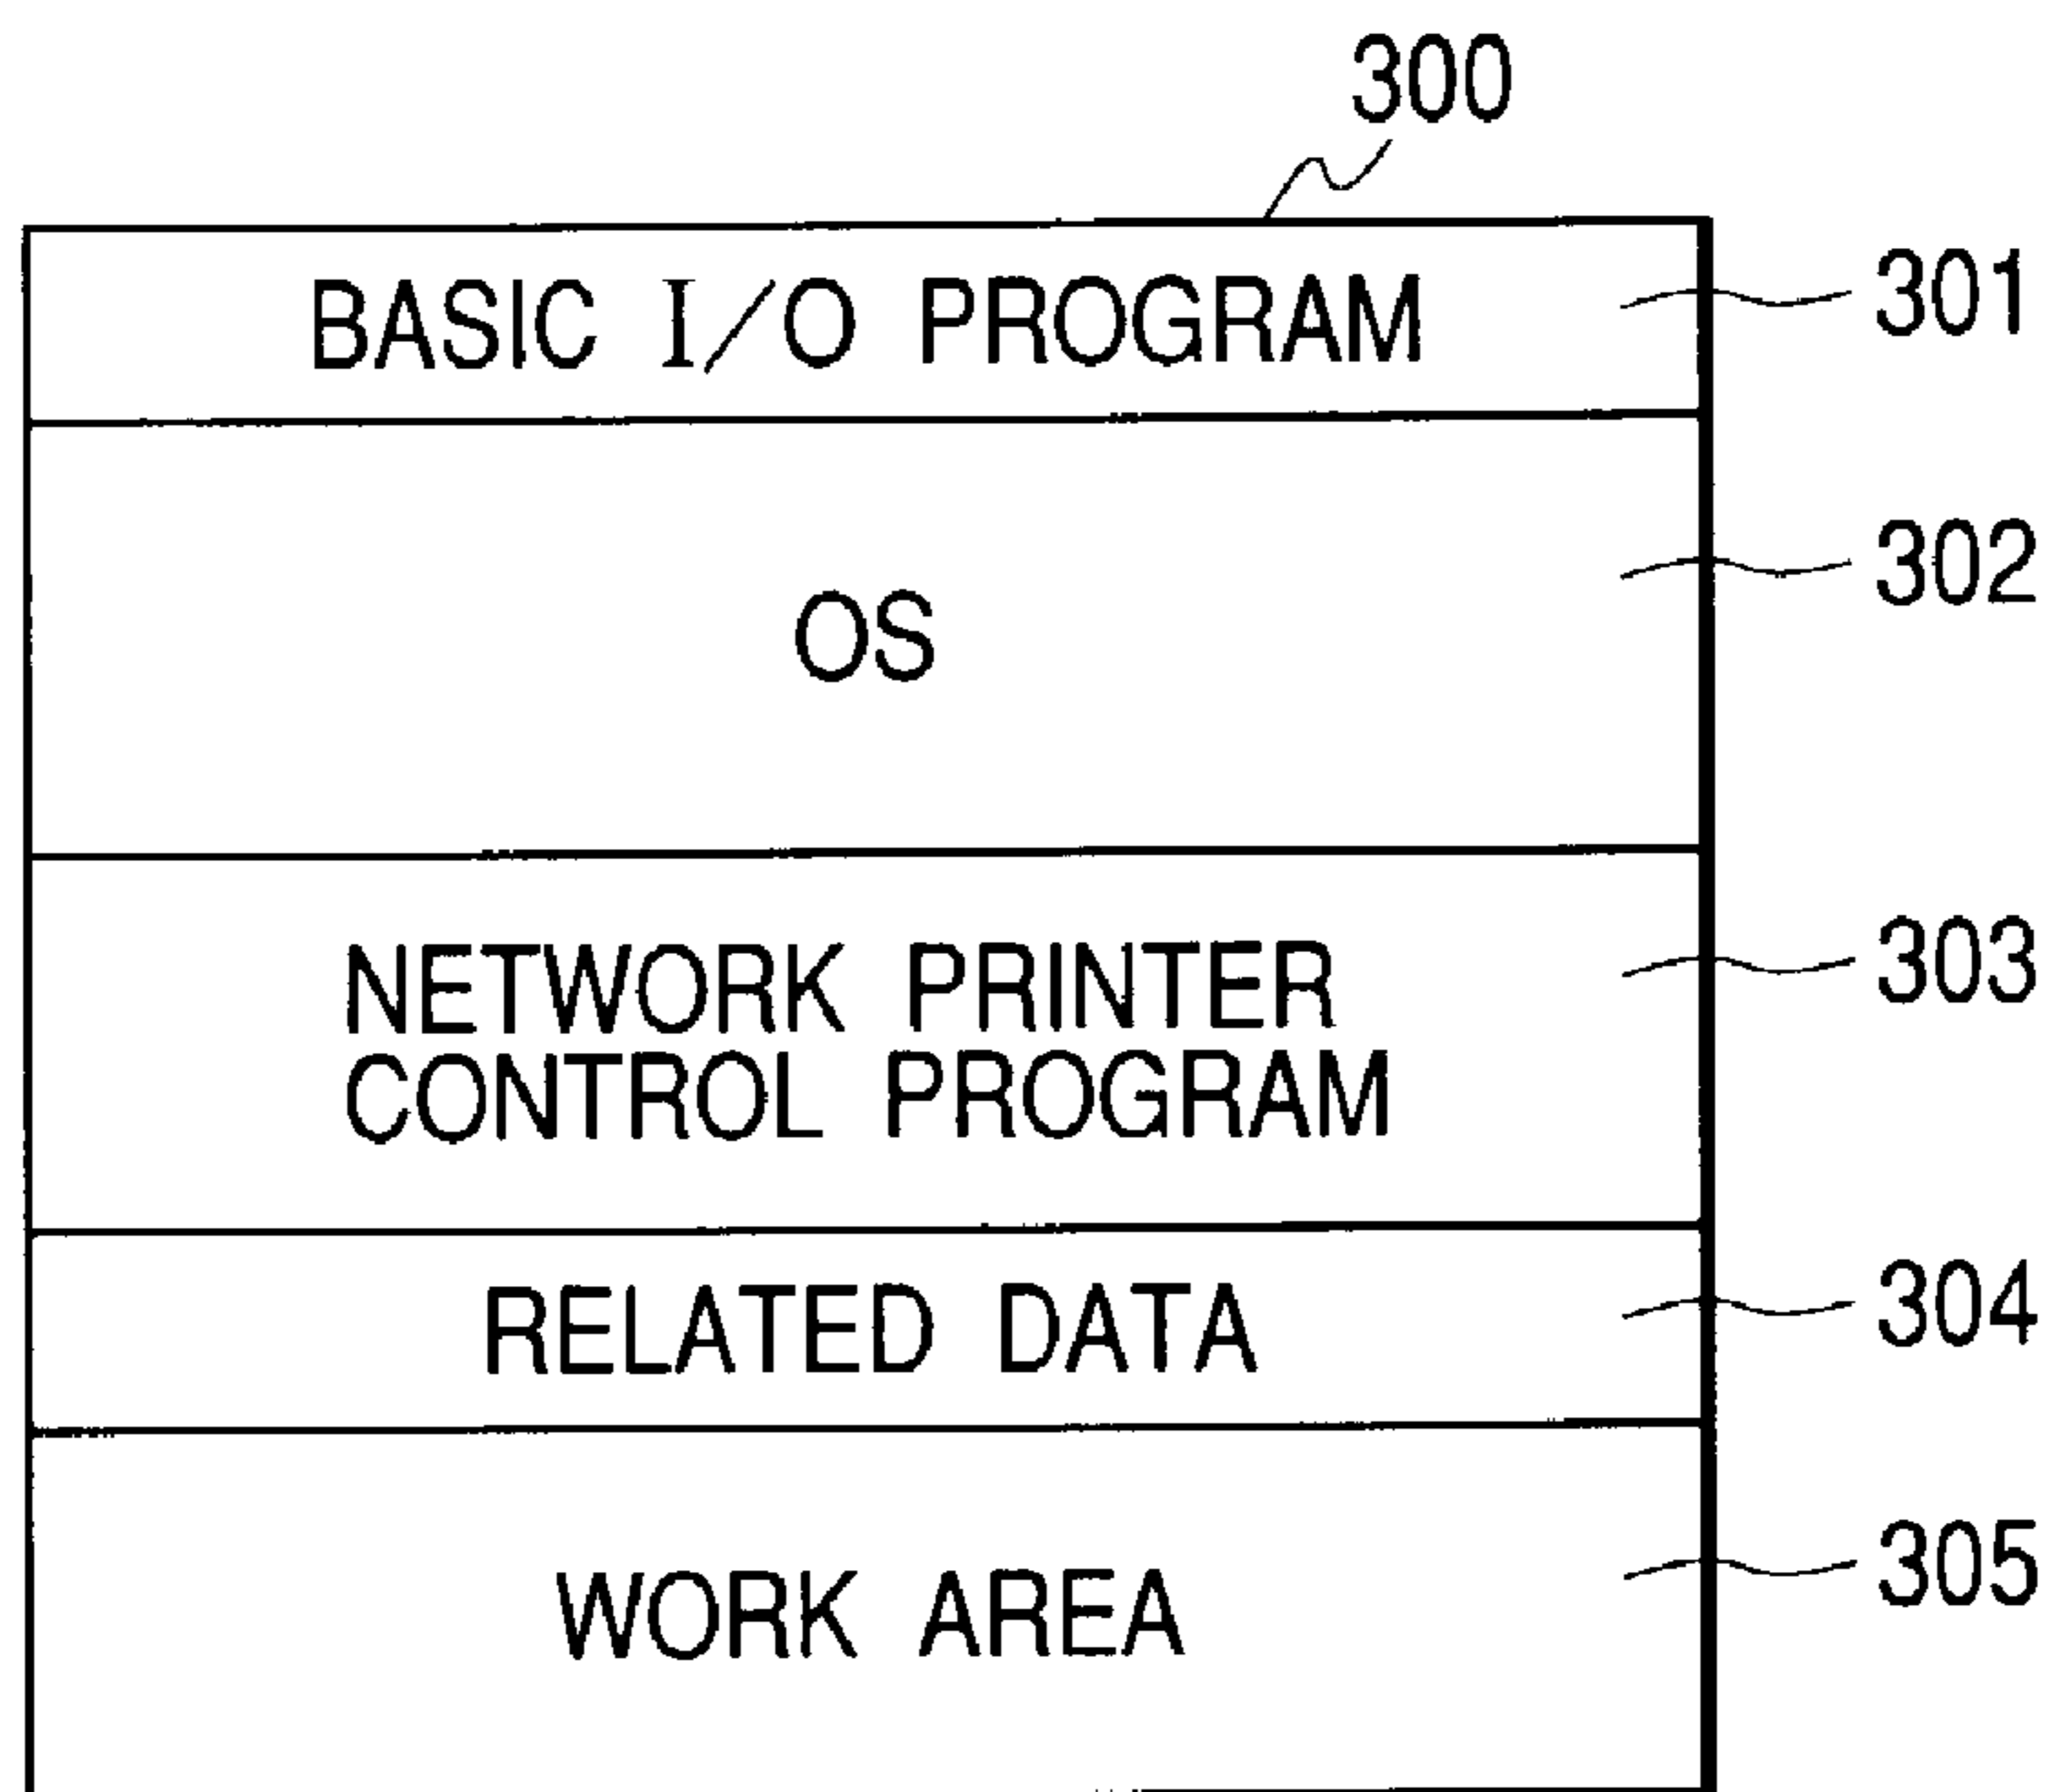 300
BASIC I/O PROGRAM 301
OS 302
NETWORK PRINTER 303
CONTROL PROGRAM
RELATED DATA 304
WORK AREA 305